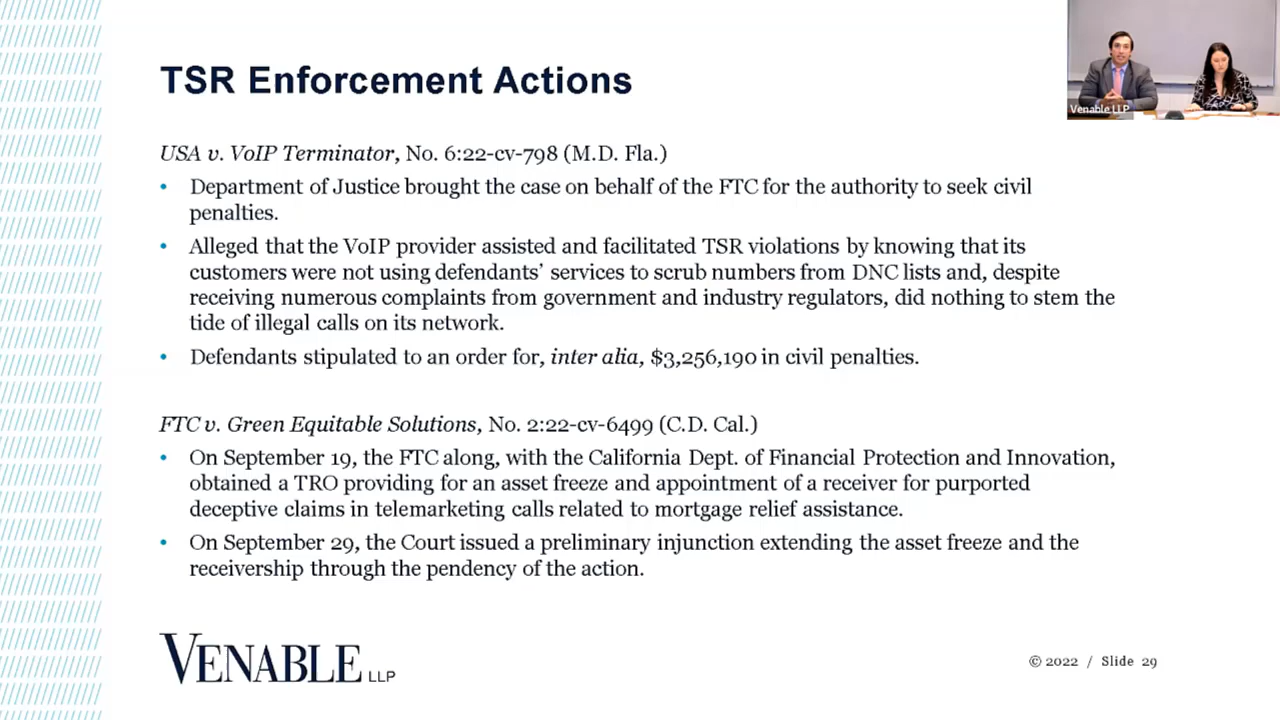 TSR Enforcement Actions
Venable LLP
USA v. VoIP Terminator, No. 6:22-cv-798 (M.D. Fla.)
• Department of Justice brought the case on behalf of the FTC for the authority to seek civil
penalties.
• Alleged that the VoIP provider assisted and facilitated TSR violations by knowing that its
customers were not using defendants’ services to scrub numbers from DNC lists and, despite
receiving numerous complaints from government and industry regulators, did nothing to stem the
tide of illegal calls on its network.
• Defendants stipulated to an order for, inter alia, $3,256,190 in civil penalties.
FTC v. Green Equitable Solutions, No. 2:22-cv-6499 (C.D. Cal.)
• On September 19, the FTC along, with the California Dept. of Financial Protection and Innovation,
obtained a TRO providing for an asset freeze and appointment of a receiver for purported
deceptive claims in telemarketing calls related to mortgage relief assistance.
• On September 29, the Court issued a preliminary injunction extending the asset freeze and the
receivership through the pendency of the action.
VENABLE LLP
© 2022 / Slide 29